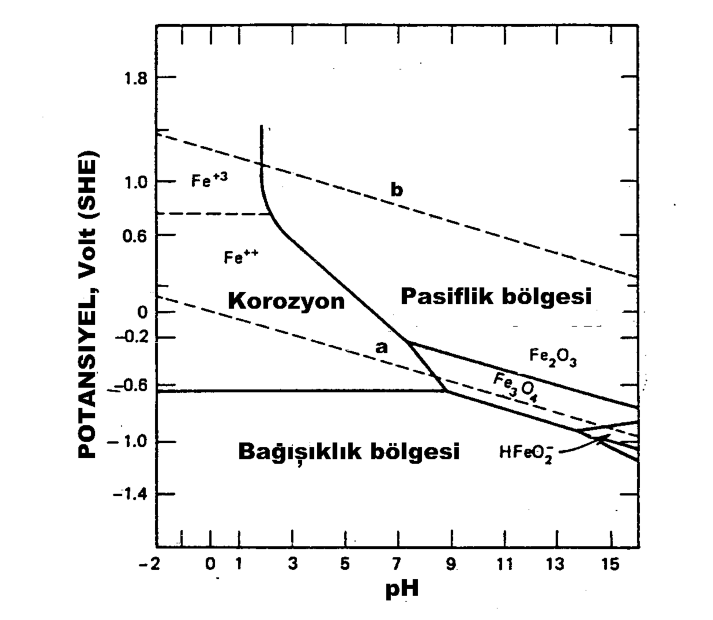 POTANSIYEL, Volt (SHE)
1.8
1.0
0.6
0
-0.2
-0.6
-1.0
-1.4
Fe+3
b
Fe++
Korozyon
Pasiflik bölgesi
a
Fe2O3
Fe3O4
HFeO2-
Bağışıklık bölgesi
-2 0 1 3 5 7 9 11 13 15
pH